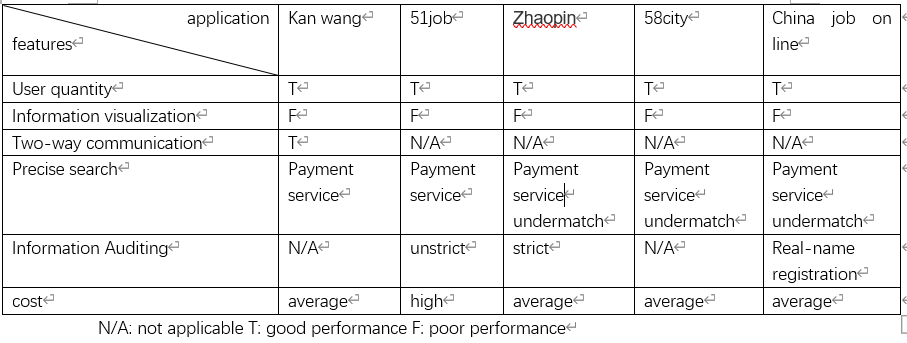 application Kan wang 51job Zhaopin 58city China job on
features line
User quantity T T T T T
Information visualization F F F F F
Two-way communication T N/A N/A N/A N/A
Precise search Payment Payment Payment Payment Payment
service service service service service
undermatch undermatch undermatch
Information Auditing N/A unstrict strict N/A Real-name
registration
cost average high average average average
N/A: not applicable T: good performance F: poor performance